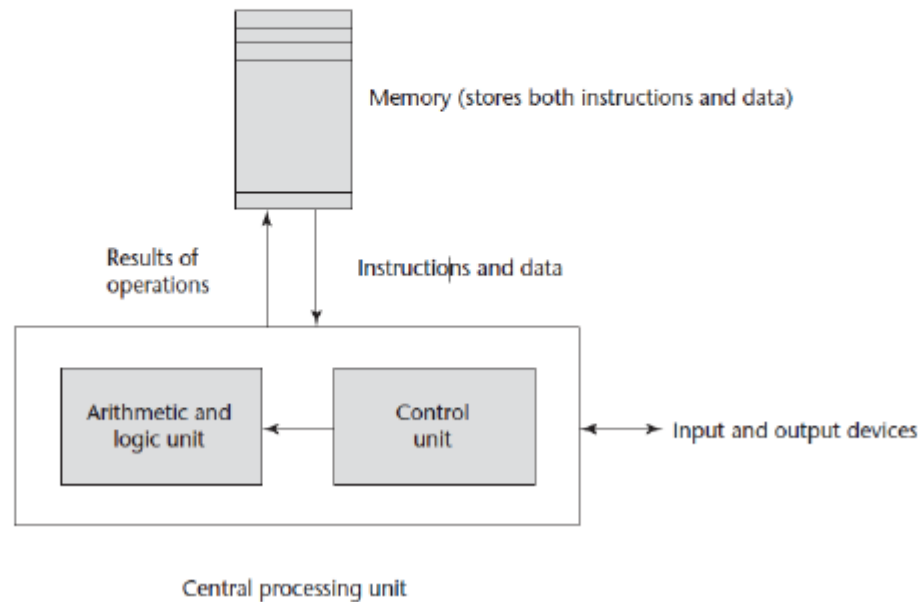 Memory (stores both instructions and data)
Results of
operations
Instructions and data
Arithmetic and
logic unit
Control
unit
Input and output devices
Central processing unit